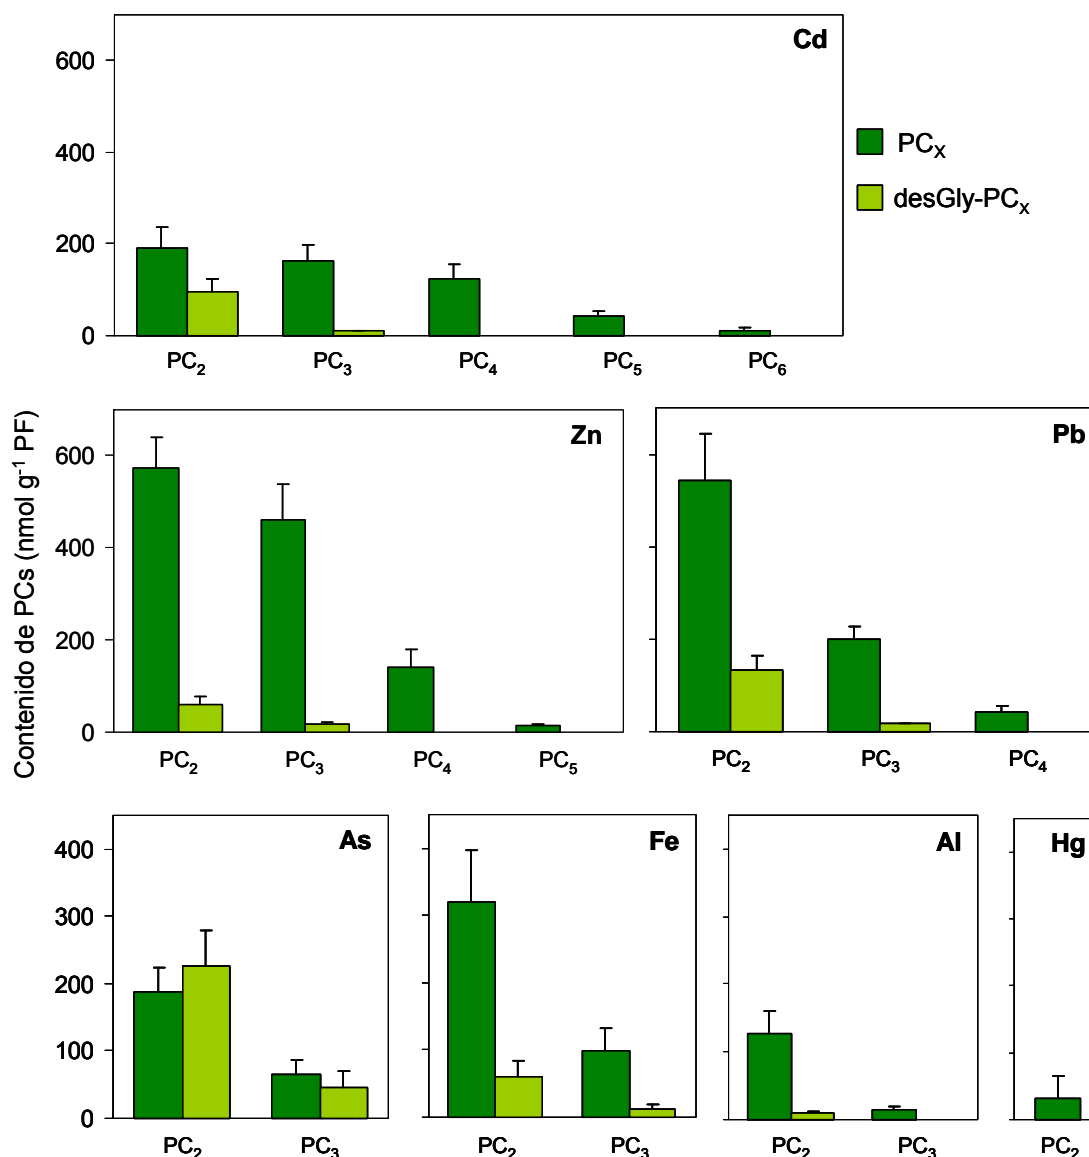 Cd
600
400
200
0
PC₂ PC₃ PC₄ PC₅ PC₆
PCₓ
desGly-PCₓ
Contenido de PCs (nmol g⁻¹ PF)
Zn
600
400
200
0
PC₂ PC₃ PC₄ PC₅
Pb
PC₂ PC₃ PC₄
As
400
300
200
100
0
PC₂ PC₃
Fe
PC₂ PC₃
Al
PC₂ PC₃
Hg
PC₂